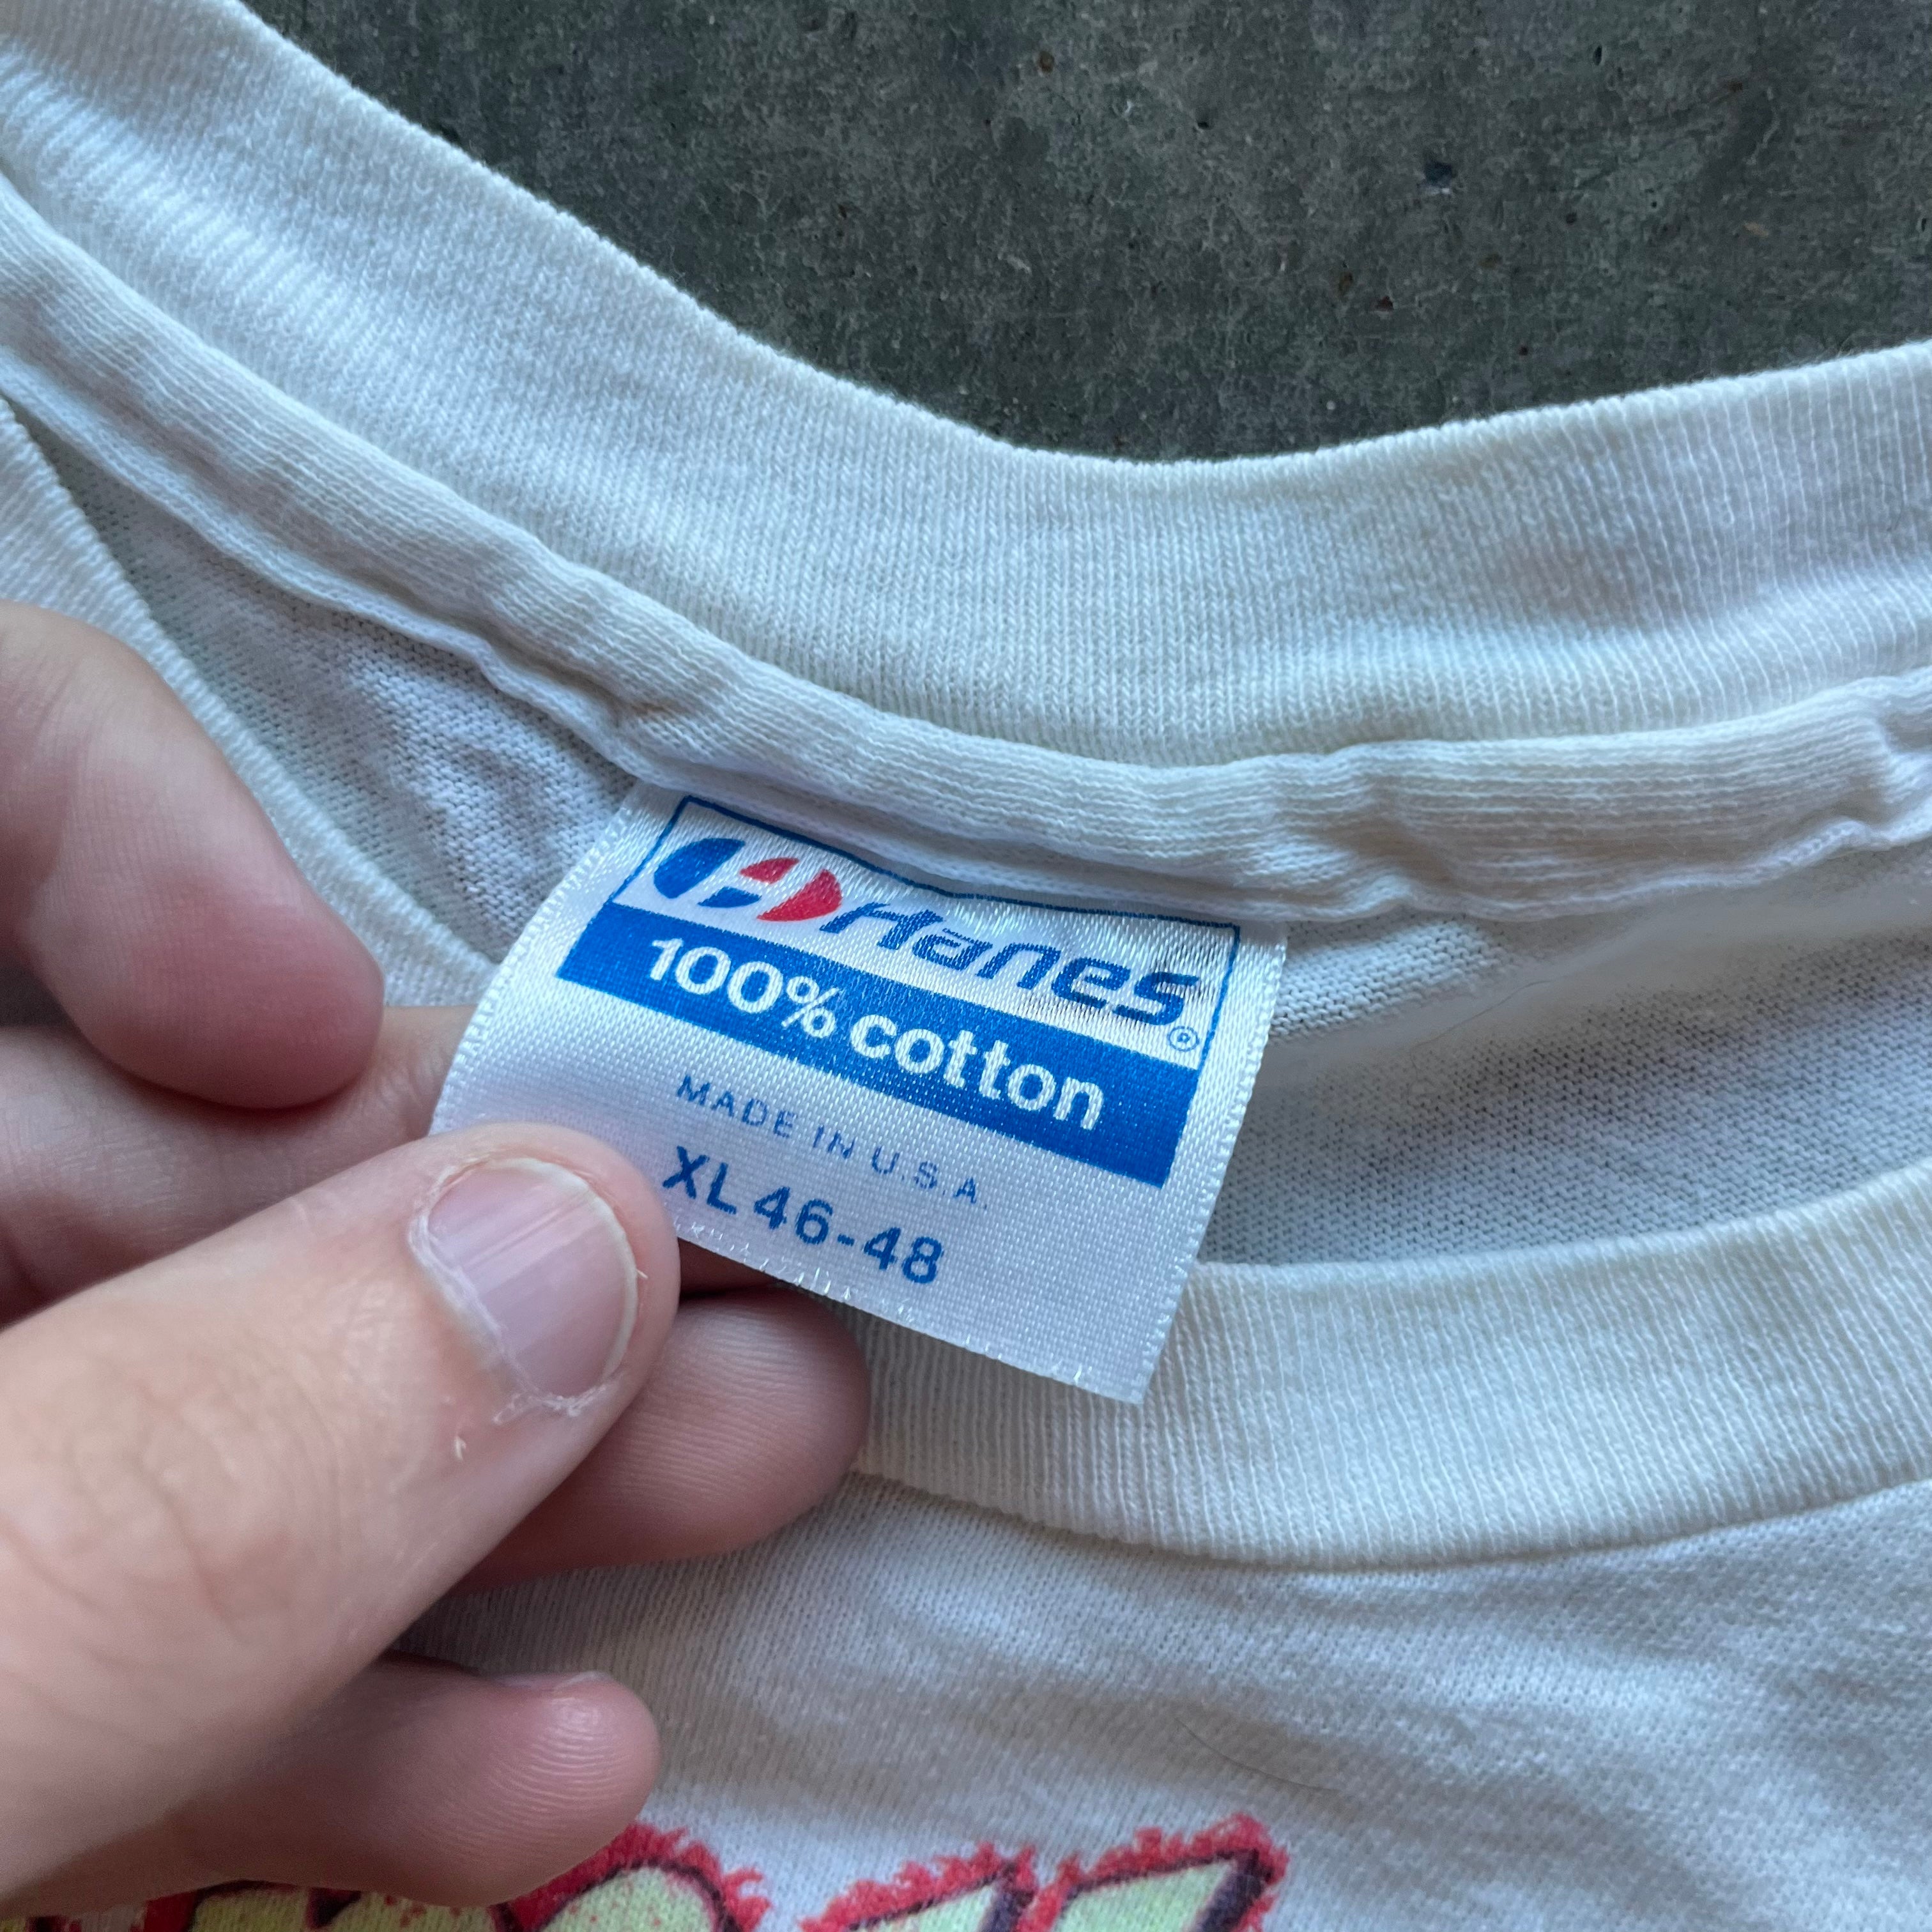 Hanes®
100% cotton
MADE IN U.S.A.
XL 46-48